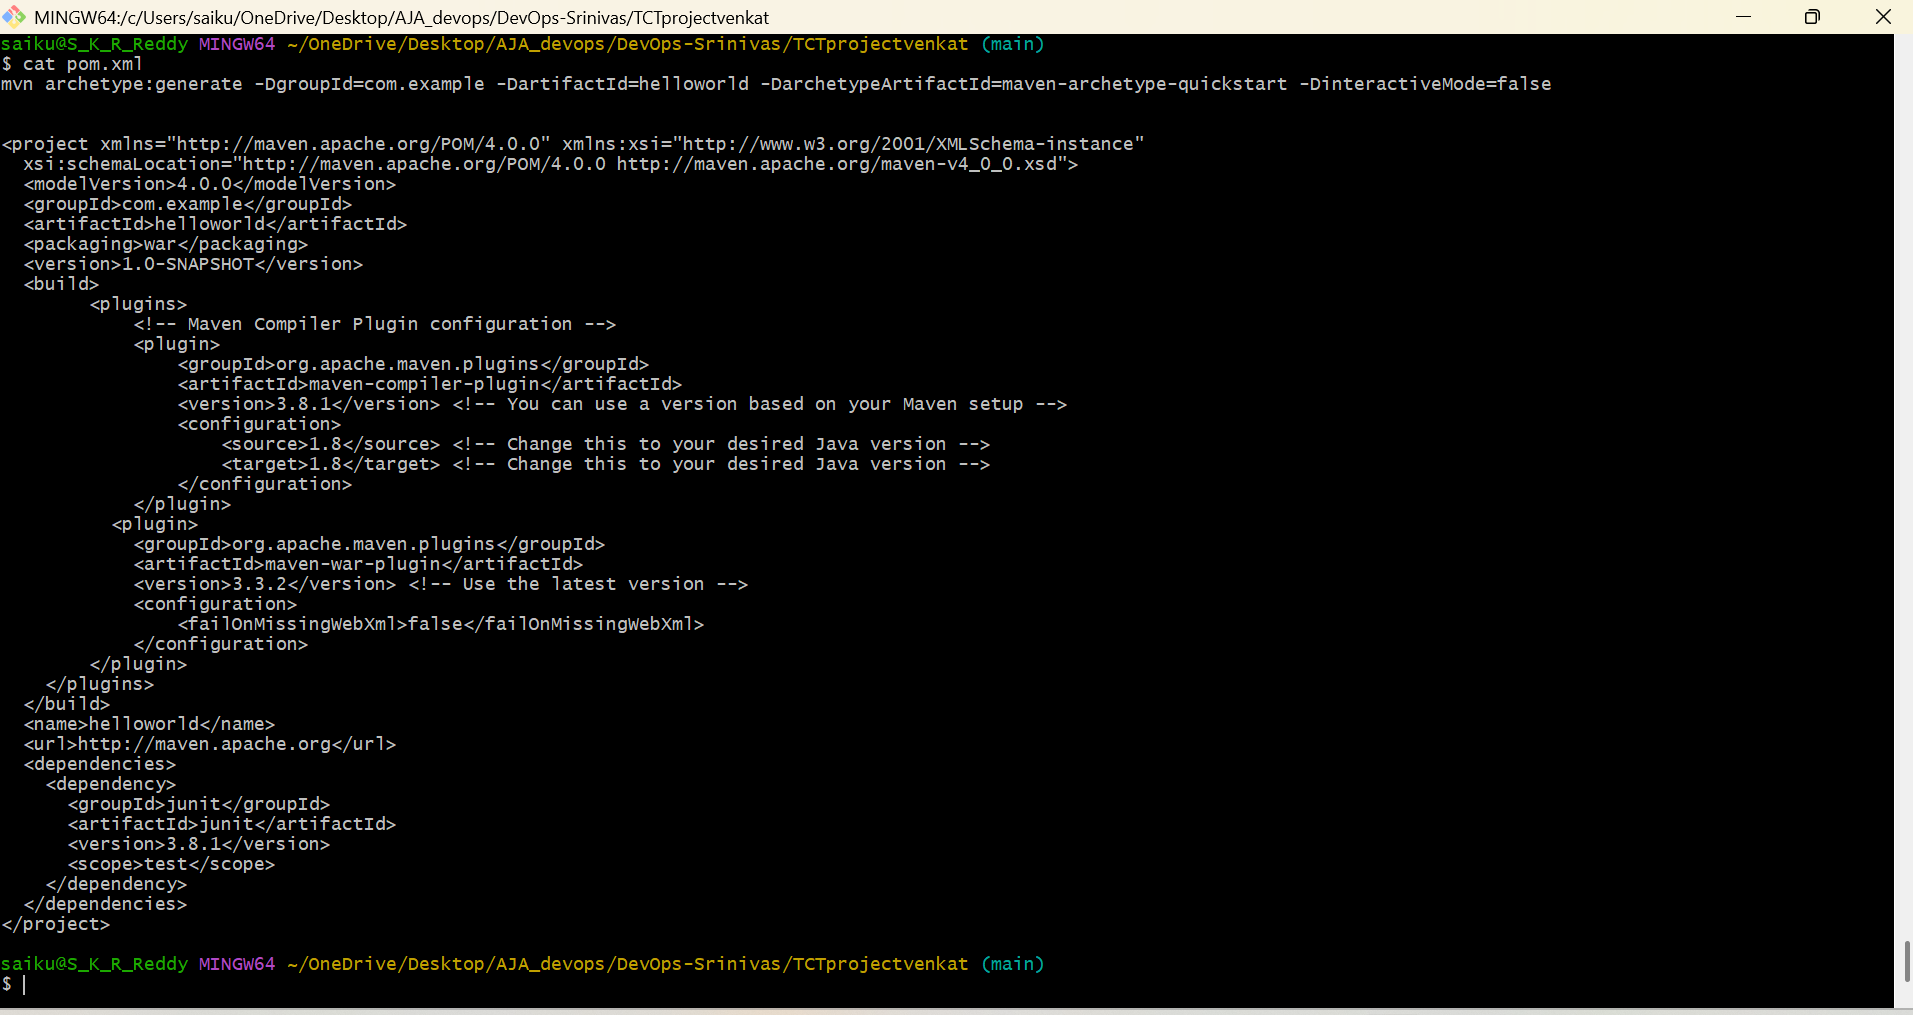 MINGW64:/c/Users/saiku/OneDrive/Desktop/AJA_devops/DevOps-Srinivas/TCTprojectvenkat
saiku@S_K_R_Reddy MINGW64 ~/OneDrive/Desktop/AJA_devops/DevOps-Srinivas/TCTprojectvenkat (main)
$ cat pom.xml
mvn archetype:generate -DgroupId=com.example -DartifactId=helloworld -DarchetypeArtifactId=maven-archetype-quickstart -DinteractiveMode=false
<project xmlns="http://maven.apache.org/POM/4.0.0" xmlns:xsi="http://www.w3.org/2001/XMLSchema-instance"
  xsi:schemaLocation="http://maven.apache.org/POM/4.0.0 http://maven.apache.org/maven-v4_0_0.xsd">
  <modelVersion>4.0.0</modelVersion>
  <groupId>com.example</groupId>
  <artifactId>helloworld</artifactId>
  <packaging>war</packaging>
  <version>1.0-SNAPSHOT</version>
  <build>
        <plugins>
            <!-- Maven Compiler Plugin configuration -->
            <plugin>
                <groupId>org.apache.maven.plugins</groupId>
                <artifactId>maven-compiler-plugin</artifactId>
                <version>3.8.1</version> <!-- You can use a version based on your Maven setup -->
                <configuration>
                    <source>1.8</source> <!-- Change this to your desired Java version -->
                    <target>1.8</target> <!-- Change this to your desired Java version -->
                </configuration>
            </plugin>
          <plugin>
            <groupId>org.apache.maven.plugins</groupId>
            <artifactId>maven-war-plugin</artifactId>
            <version>3.3.2</version> <!-- Use the latest version -->
            <configuration>
                <failOnMissingWebXml>false</failOnMissingWebXml>
            </configuration>
        </plugin>
    </plugins>
  </build>
  <name>helloworld</name>
  <url>http://maven.apache.org</url>
  <dependencies>
    <dependency>
      <groupId>junit</groupId>
      <artifactId>junit</artifactId>
      <version>3.8.1</version>
      <scope>test</scope>
    </dependency>
  </dependencies>
</project>
saiku@S_K_R_Reddy MINGW64 ~/OneDrive/Desktop/AJA_devops/DevOps-Srinivas/TCTprojectvenkat (main)
$